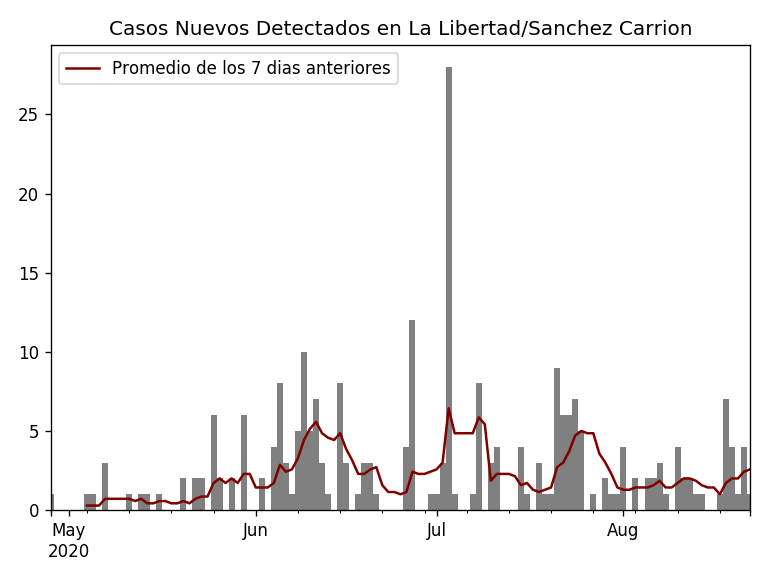 Casos Nuevos Detectados en La Libertad/Sanchez Carrion
Promedio de los 7 dias anteriores
25
20
15
10
5
0
May Jun Jul Aug
2020